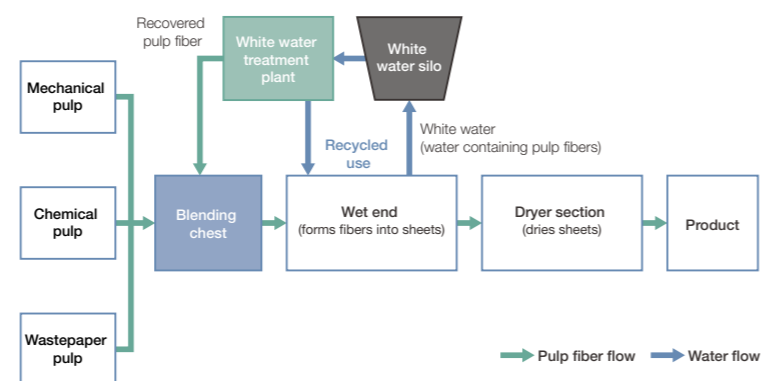 Recovered
pulp fiber
White water
treatment
plant
White
water silo
Mechanical
pulp
Recycled
use
White water
(water containing pulp fibers)
Chemical
pulp
Blending
chest
Wet end
(forms fibers into sheets)
Dryer section
(dries sheets)
Product
Wastepaper
pulp
Pulp fiber flow
Water flow